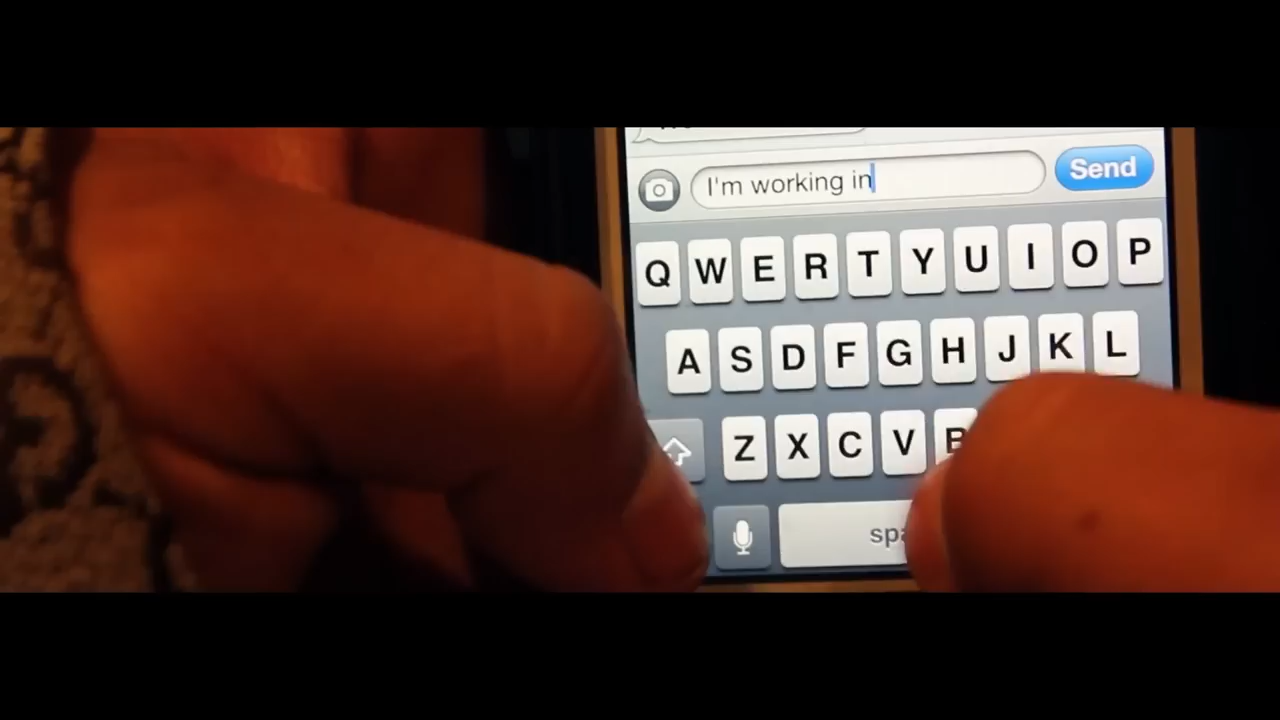 I'm working in
Send
Q W E R T Y U I O P
A S D F G H J K L
Z X C V B